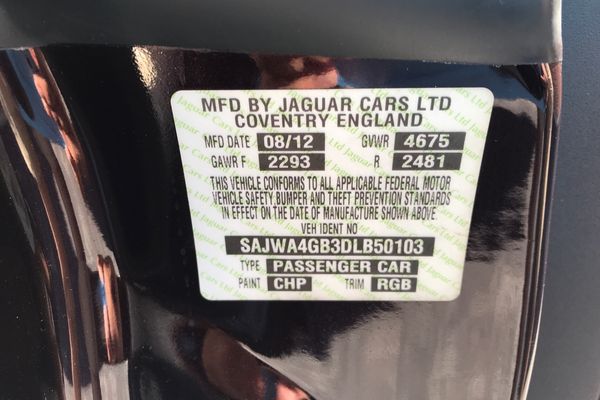 MFD BY JAGUAR CARS LTD
COVENTRY ENGLAND
MFD DATE 08/12 GVWR 4675
GAWR F 2293 R 2481
THIS VEHICLE CONFORMS TO ALL APPLICABLE FEDERAL MOTOR
VEHICLE SAFETY, BUMPER AND THEFT PREVENTION STANDARDS
IN EFFECT ON THE DATE OF MANUFACTURE SHOWN ABOVE
VEH IDENT NO
SAJWA4GB3DLB50103
TYPE PASSENGER CAR
PAINT CHP TRIM RGB